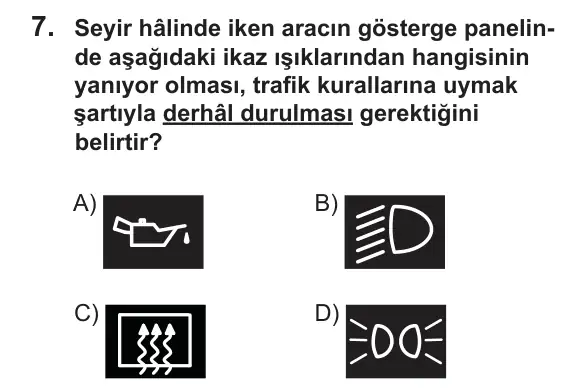 7. Seyir hâlinde iken aracın gösterge panelin-
de aşağıdaki ikaz ışıklarından hangisinin
yanıyor olması, trafik kurallarına uymak
şartıyla derhâl durulması gerektiğini
belirtir?
A) B)
C) D)